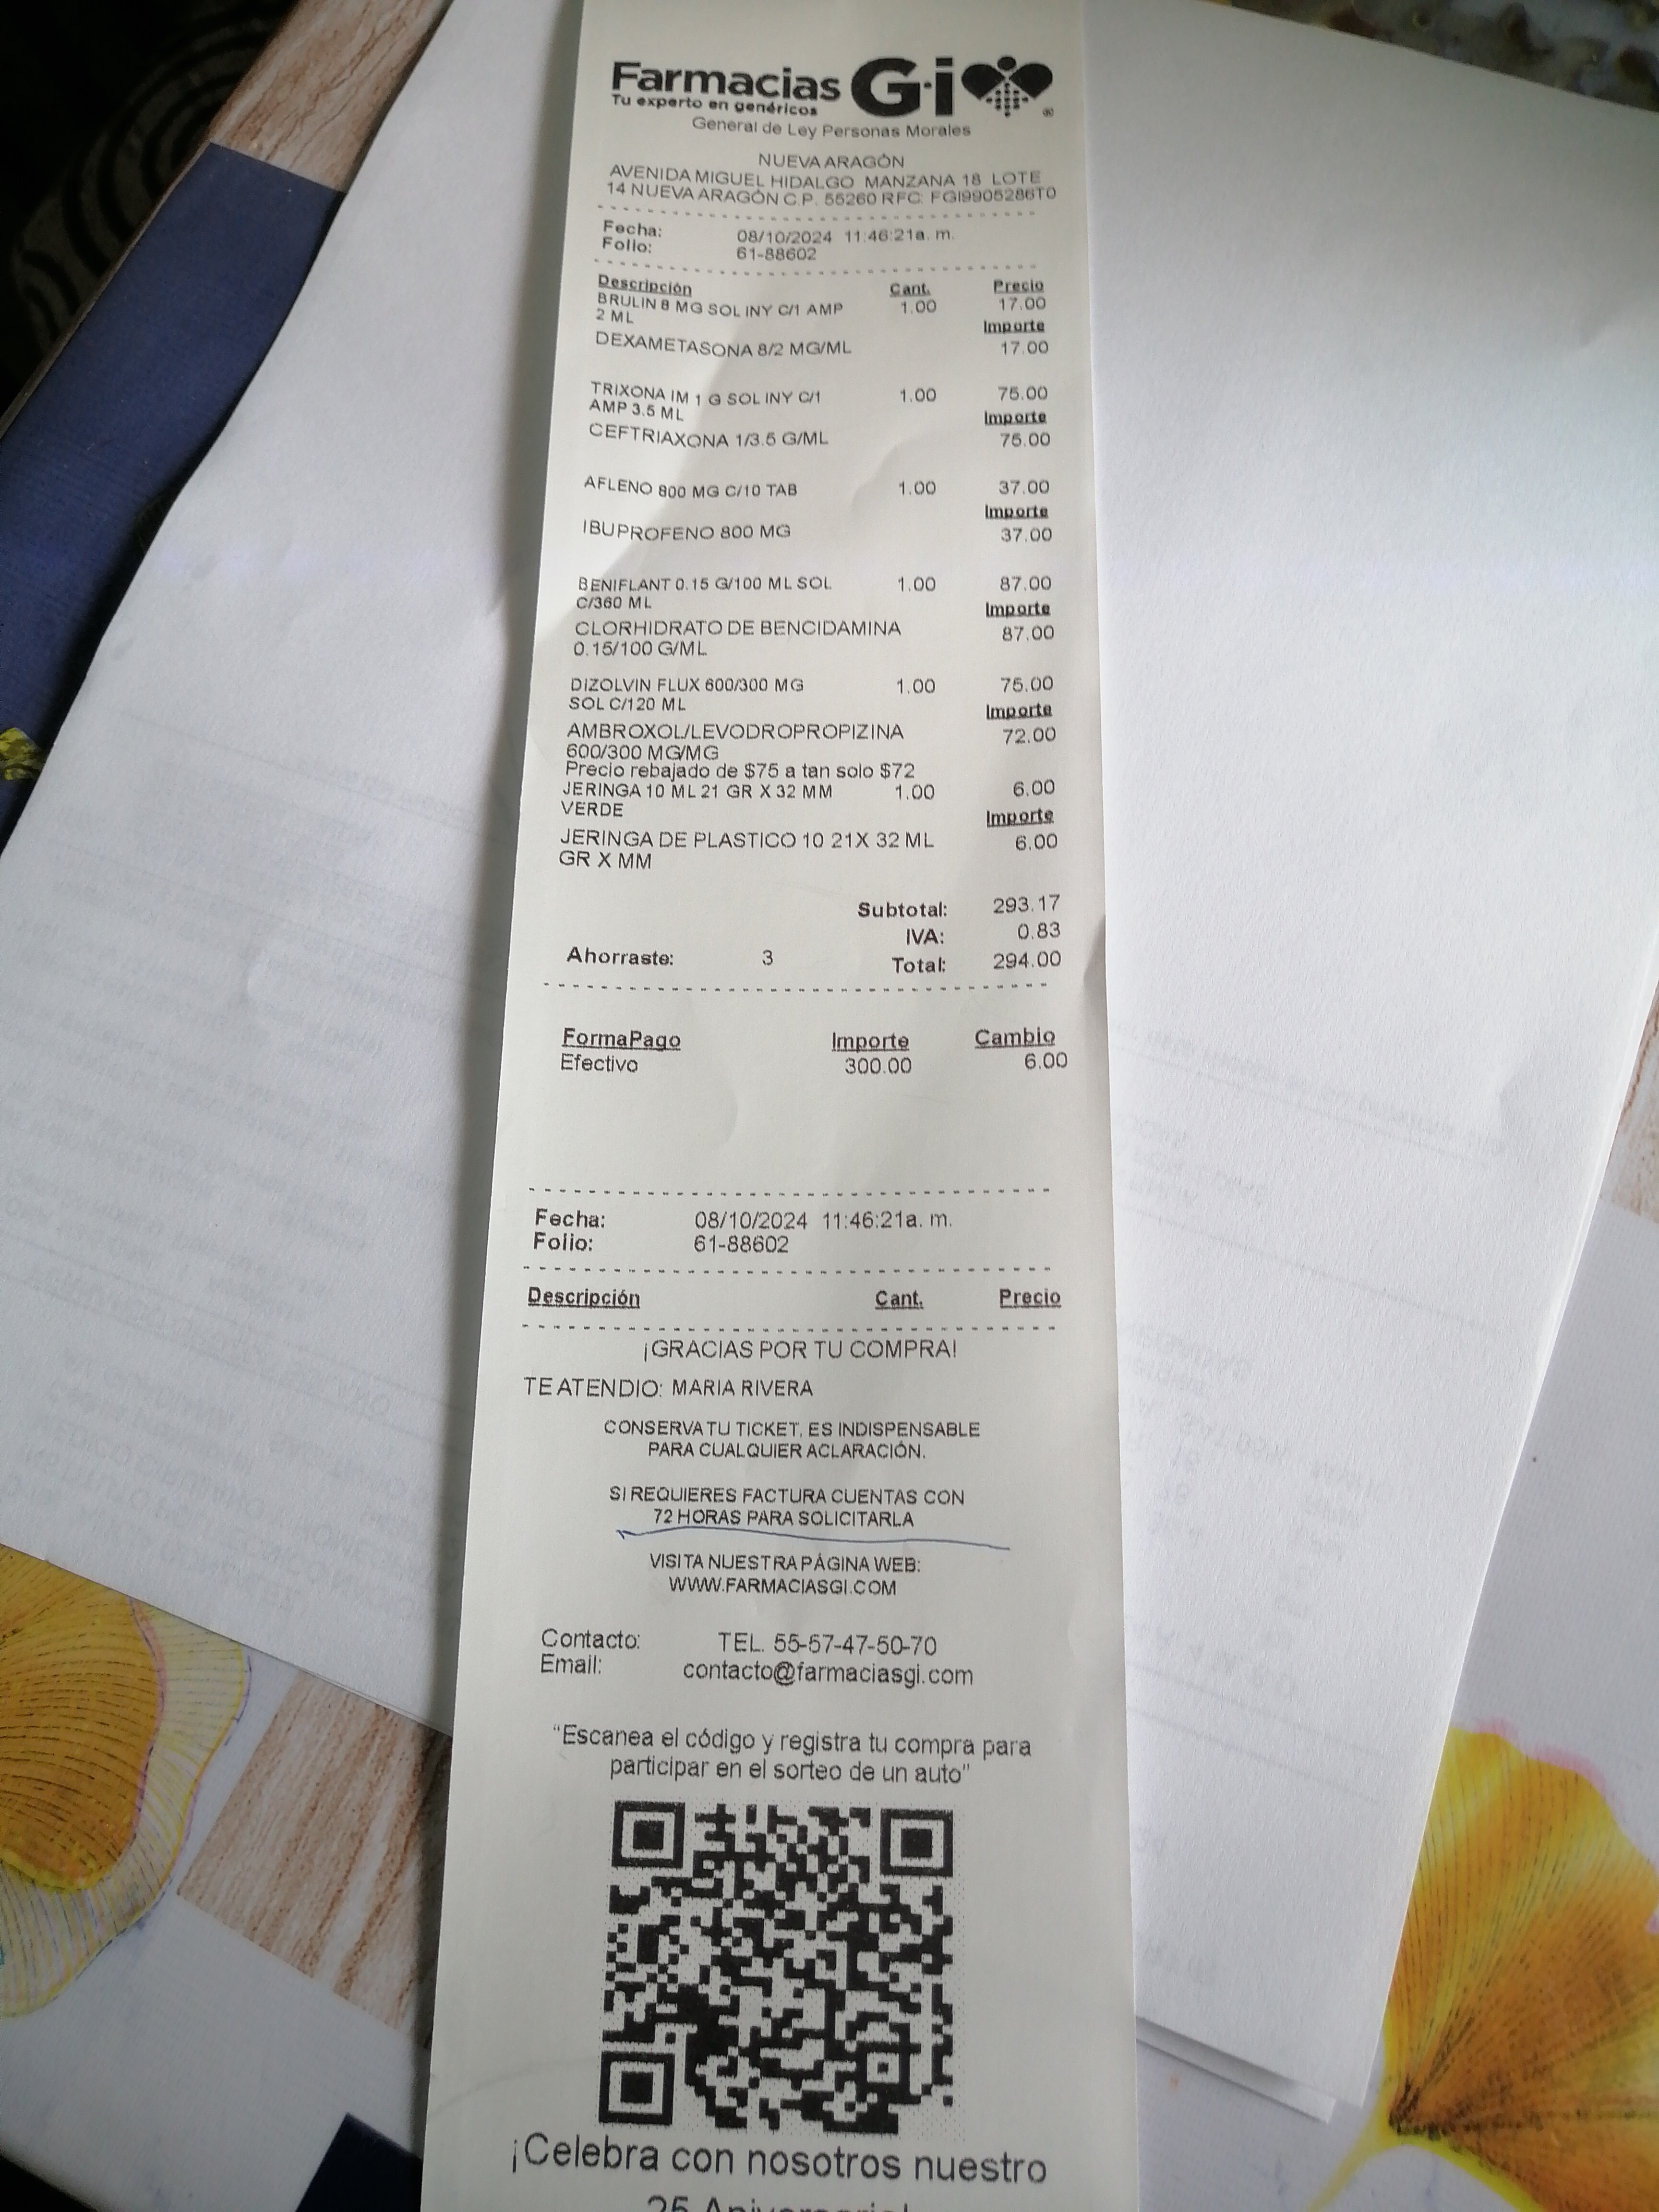 Farmacias G·i ®
Tu experto en genéricos
General de Ley Personas Morales
NUEVA ARAGÓN
AVENIDA MIGUEL HIDALGO MANZANA 18 LOTE
14 NUEVA ARAGÓN C.P. 55260 RFC: FGI9905286T0
Fecha: 08/10/2024 11:46:21a. m.
Folio: 61-88602
Descripción Cant. Precio
BRULIN 8 MG SOL INY C/1 AMP 1.00 17.00
2 ML Importe
DEXAMETASONA 8/2 MG/ML 17.00
TRIXONA IM 1 G SOL INY C/1 1.00 75.00
AMP 3.5 ML Importe
CEFTRIAXONA 1/3.5 G/ML 75.00
AFLENO 800 MG C/10 TAB 1.00 37.00
Importe
IBUPROFENO 800 MG 37.00
BENIFLANT 0.15 G/100 ML SOL 1.00 87.00
C/360 ML Importe
CLORHIDRATO DE BENCIDAMINA 87.00
0.15/100 G/ML
DIZOLVIN FLUX 600/300 MG 1.00 75.00
SOL C/120 ML Importe
AMBROXOL/LEVODROPROPIZINA 72.00
600/300 MG/MG
Precio rebajado de $75 a tan solo $72
JERINGA 10 ML 21 GR X 32 MM 1.00 6.00
VERDE Importe
JERINGA DE PLASTICO 10 21X 32 ML 6.00
GR X MM
Subtotal: 293.17
IVA: 0.83
Ahorraste: 3 Total: 294.00
FormaPago Importe Cambio
Efectivo 300.00 6.00
Fecha: 08/10/2024 11:46:21a. m.
Folio: 61-88602
Descripción Cant. Precio
¡GRACIAS POR TU COMPRA!
TE ATENDIO: MARIA RIVERA
CONSERVA TU TICKET, ES INDISPENSABLE
PARA CUALQUIER ACLARACIÓN.
SI REQUIERES FACTURA CUENTAS CON
72 HORAS PARA SOLICITARLA
VISITA NUESTRA PÁGINA WEB:
WWW.FARMACIASGI.COM
Contacto: TEL. 55-57-47-50-70
Email: contacto@farmaciasgi.com
"Escanea el código y registra tu compra para
participar en el sorteo de un auto"
¡Celebra con nosotros nuestro
25 Aniversario!